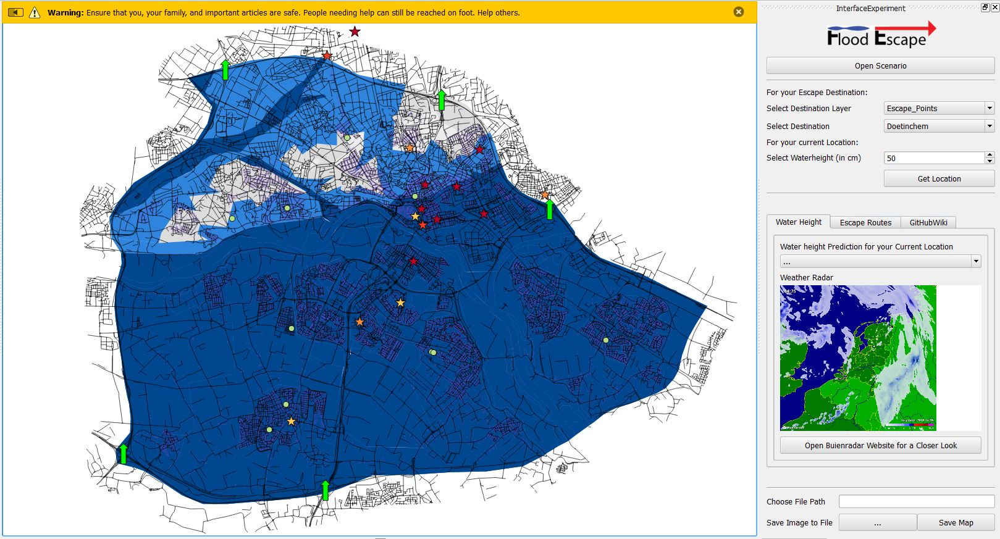 Warning: Ensure that you, your family, and important articles are safe. People needing help can still be reached on foot. Help others.
InterfaceExperiment
Flood Escape
Open Scenario
For your Escape Destination:
Select Destination Layer
Escape_Points
Select Destination
Doetinchem
For your current Location:
Select Waterheight (in cm)
50
Get Location
Water Height
Escape Routes
GitHubWiki
Water height Prediction for your Current Location
...
Weather Radar
Open Buienradar Website for a Closer Look
Choose File Path
Save Image to File
...
Save Map